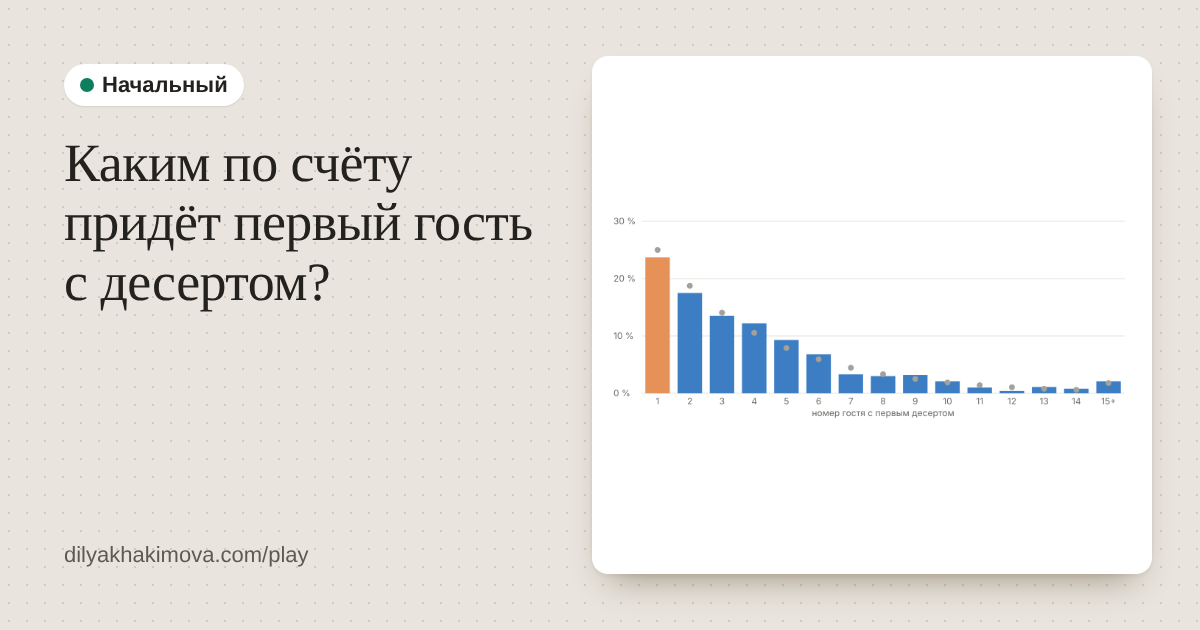 Начальный
Каким по счёту
придёт первый гость
с десертом?
dilyakhakimova.com/play
30 %
20 %
10 %
0 %
1 2 3 4 5 6 7 8 9 10 11 12 13 14 15+
номер гостя с первым десертом